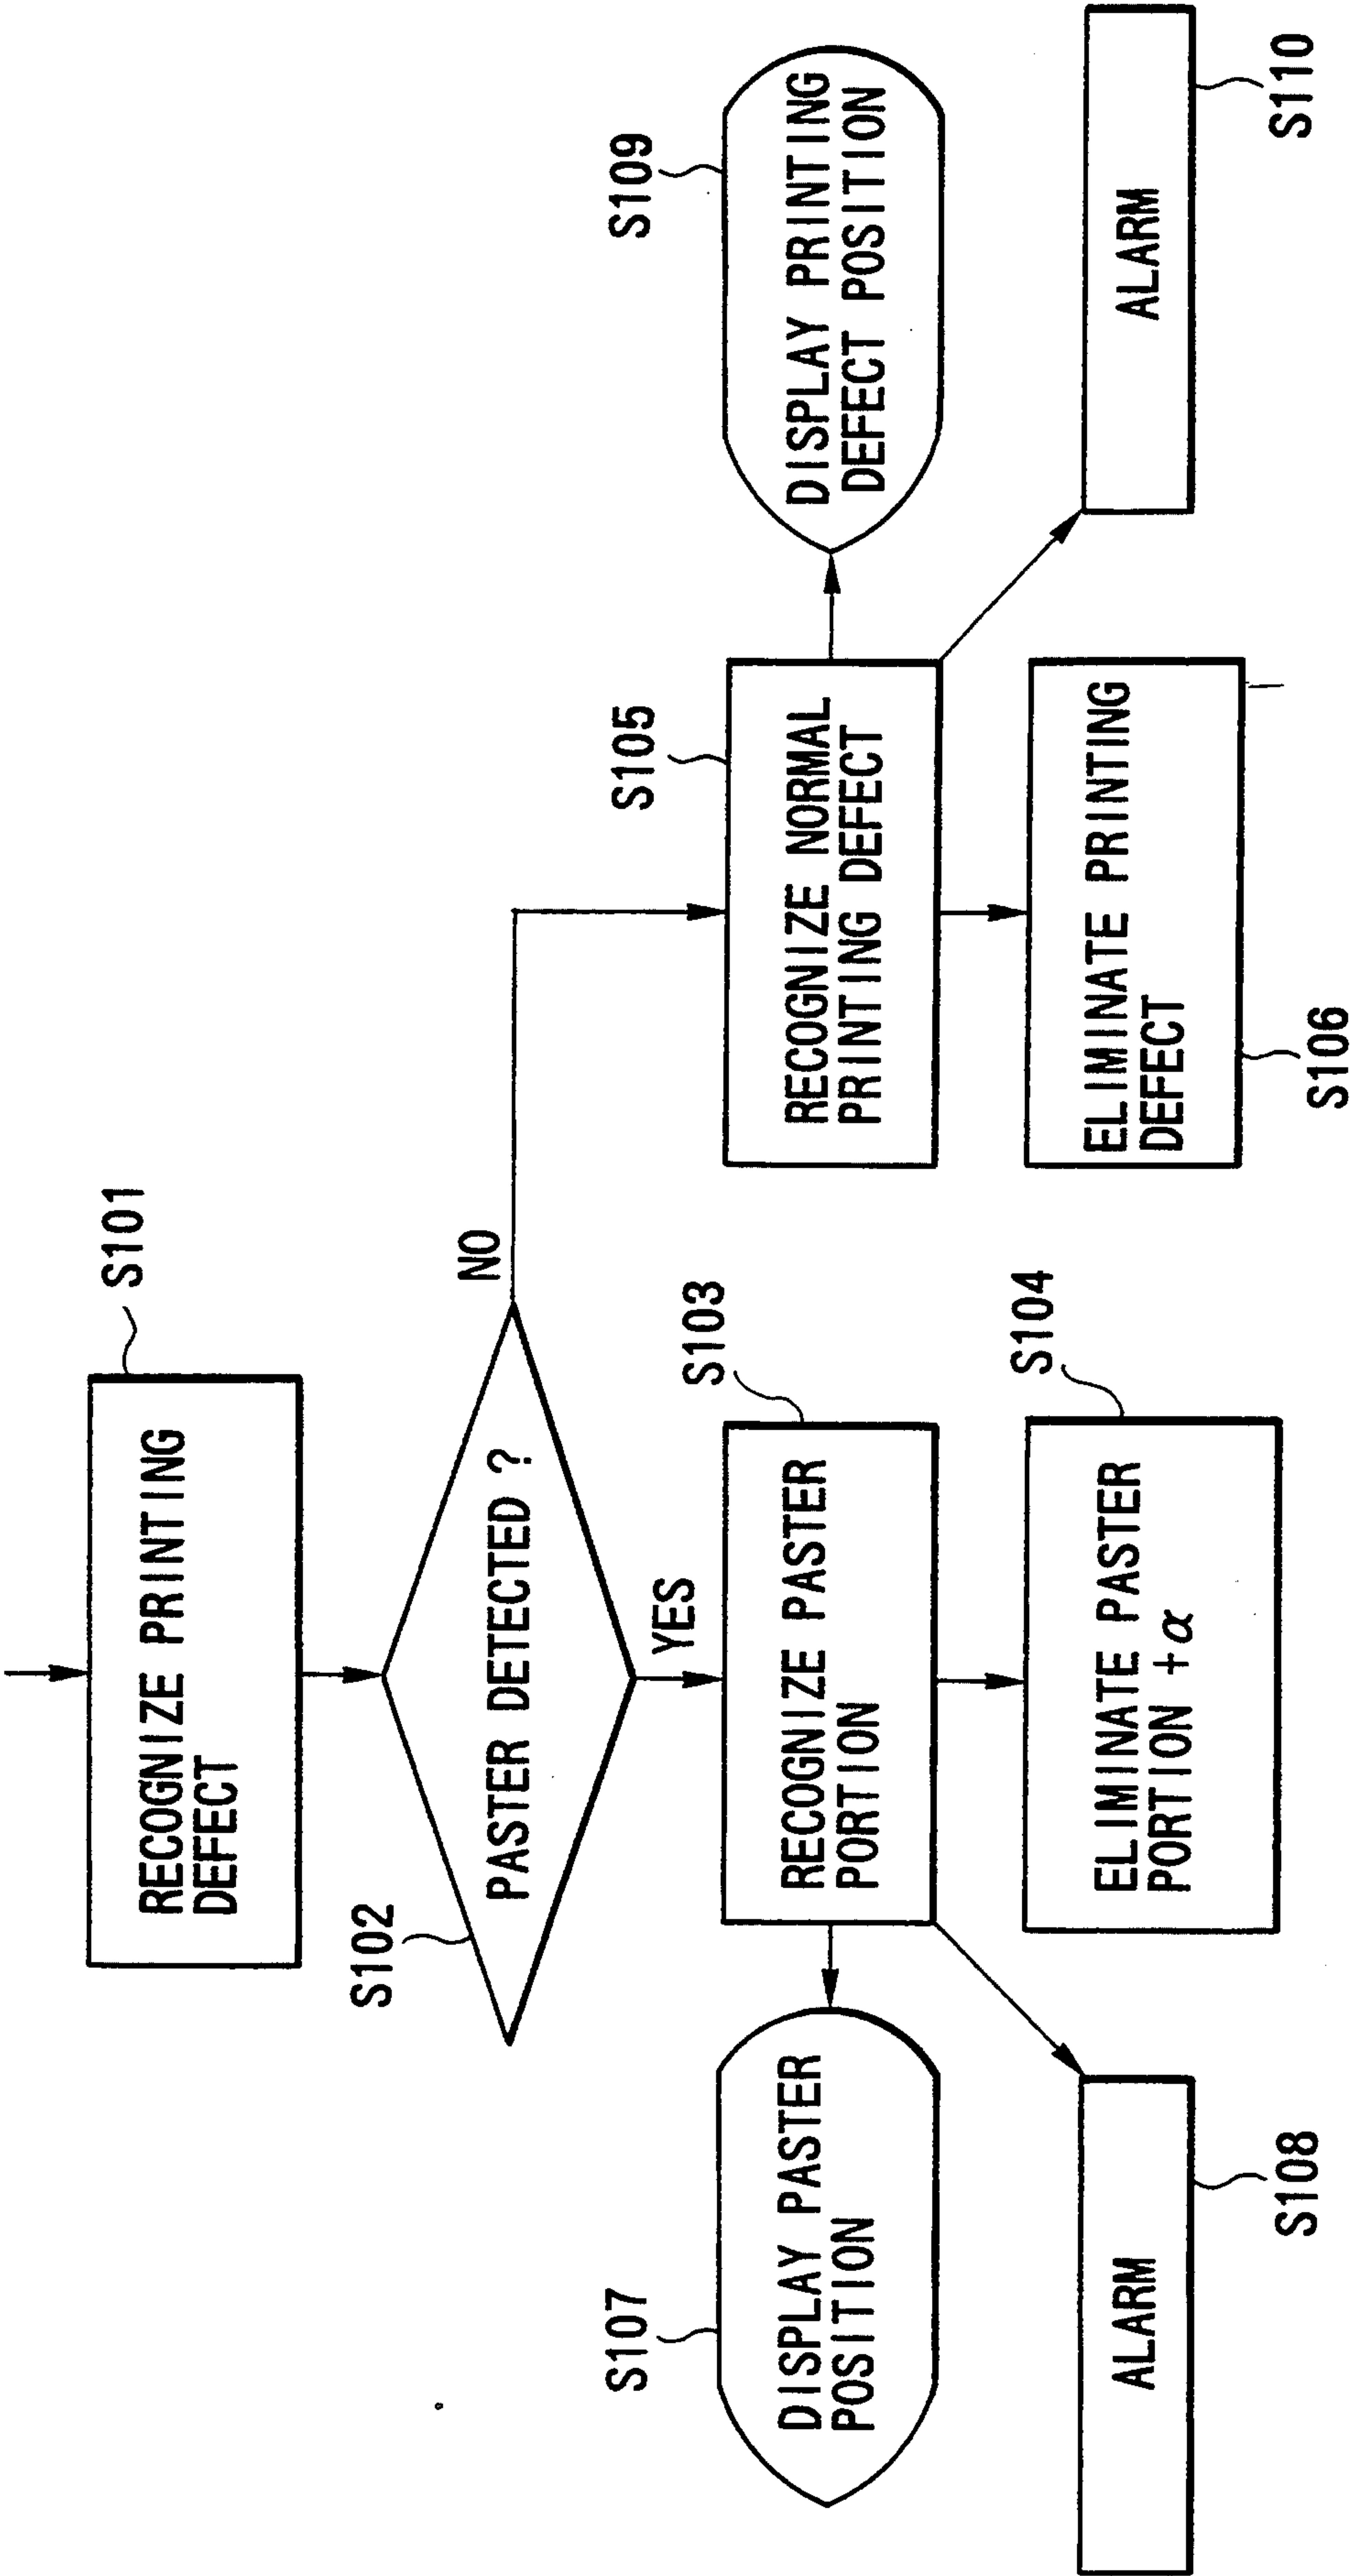 S101
RECOGNIZE PRINTING
DEFECT
S102
PASTER DETECTED ?
NO
YES
S103
RECOGNIZE PASTER
PORTION
S105
RECOGNIZE NORMAL
PRINTING DEFECT
S107
DISPLAY PASTER
POSITION
S109
DISPLAY PRINTING
DEFECT POSITION
S104
ELIMINATE PASTER
PORTION +α
ELIMINATE PRINTING
DEFECT
S106
ALARM
S108
ALARM
S110